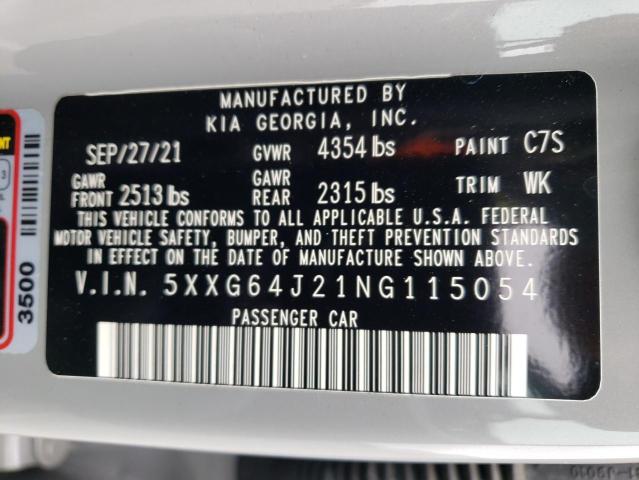 MANUFACTURED BY
KIA GEORGIA, INC.
SEP/27/21 GVWR 4354 lbs PAINT C7S
GAWR FRONT 2513 lbs GAWR REAR 2315 lbs TRIM WK
THIS VEHICLE CONFORMS TO ALL APPLICABLE U.S.A. FEDERAL
MOTOR VEHICLE SAFETY, BUMPER, AND THEFT PREVENTION STANDARDS
IN EFFECT ON THE DATE OF MANUFACTURE SHOWN ABOVE.
V.I.N. 5XXG64J21NG115054
PASSENGER CAR
3500